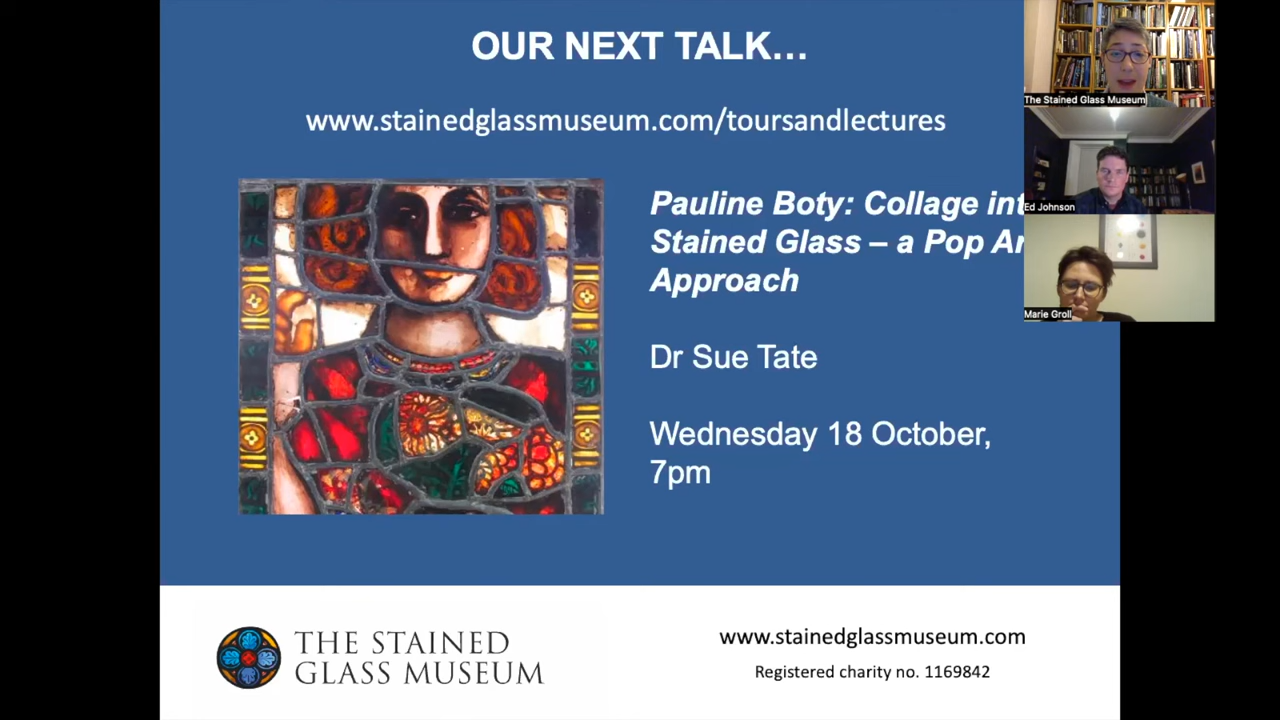 OUR NEXT TALK…
www.stainedglassmuseum.com/toursandlectures
Pauline Boty: Collage int
Stained Glass – a Pop Ar
Approach
Dr Sue Tate
Wednesday 18 October,
7pm
The Stained Glass Museum
Ed Johnson
Marie Groll
THE STAINED
GLASS MUSEUM
www.stainedglassmuseum.com
Registered charity no. 1169842